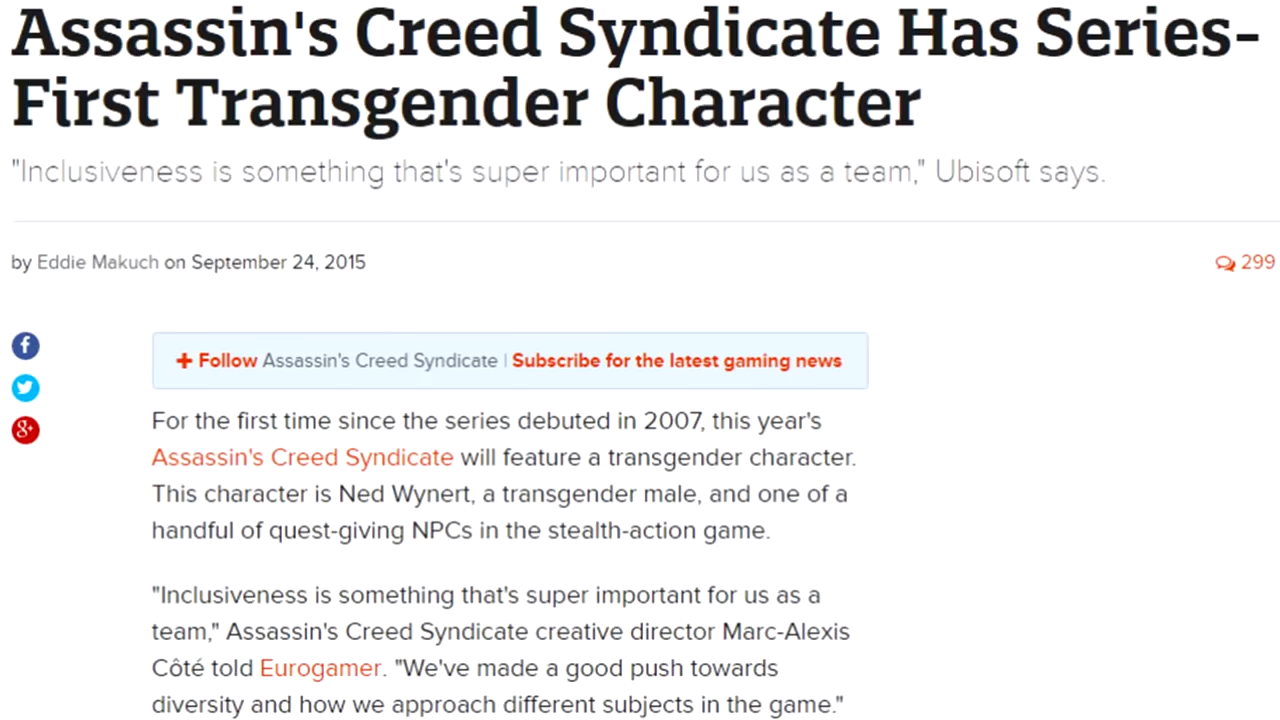 Assassin's Creed Syndicate Has Series-
First Transgender Character
"Inclusiveness is something that's super important for us as a team," Ubisoft says.
by Eddie Makuch on September 24, 2015
299
f
g+
+ Follow Assassin's Creed Syndicate | Subscribe for the latest gaming news
For the first time since the series debuted in 2007, this year's
Assassin's Creed Syndicate will feature a transgender character.
This character is Ned Wynert, a transgender male, and one of a
handful of quest-giving NPCs in the stealth-action game.
"Inclusiveness is something that's super important for us as a
team," Assassin's Creed Syndicate creative director Marc-Alexis
Côté told Eurogamer. "We've made a good push towards
diversity and how we approach different subjects in the game."